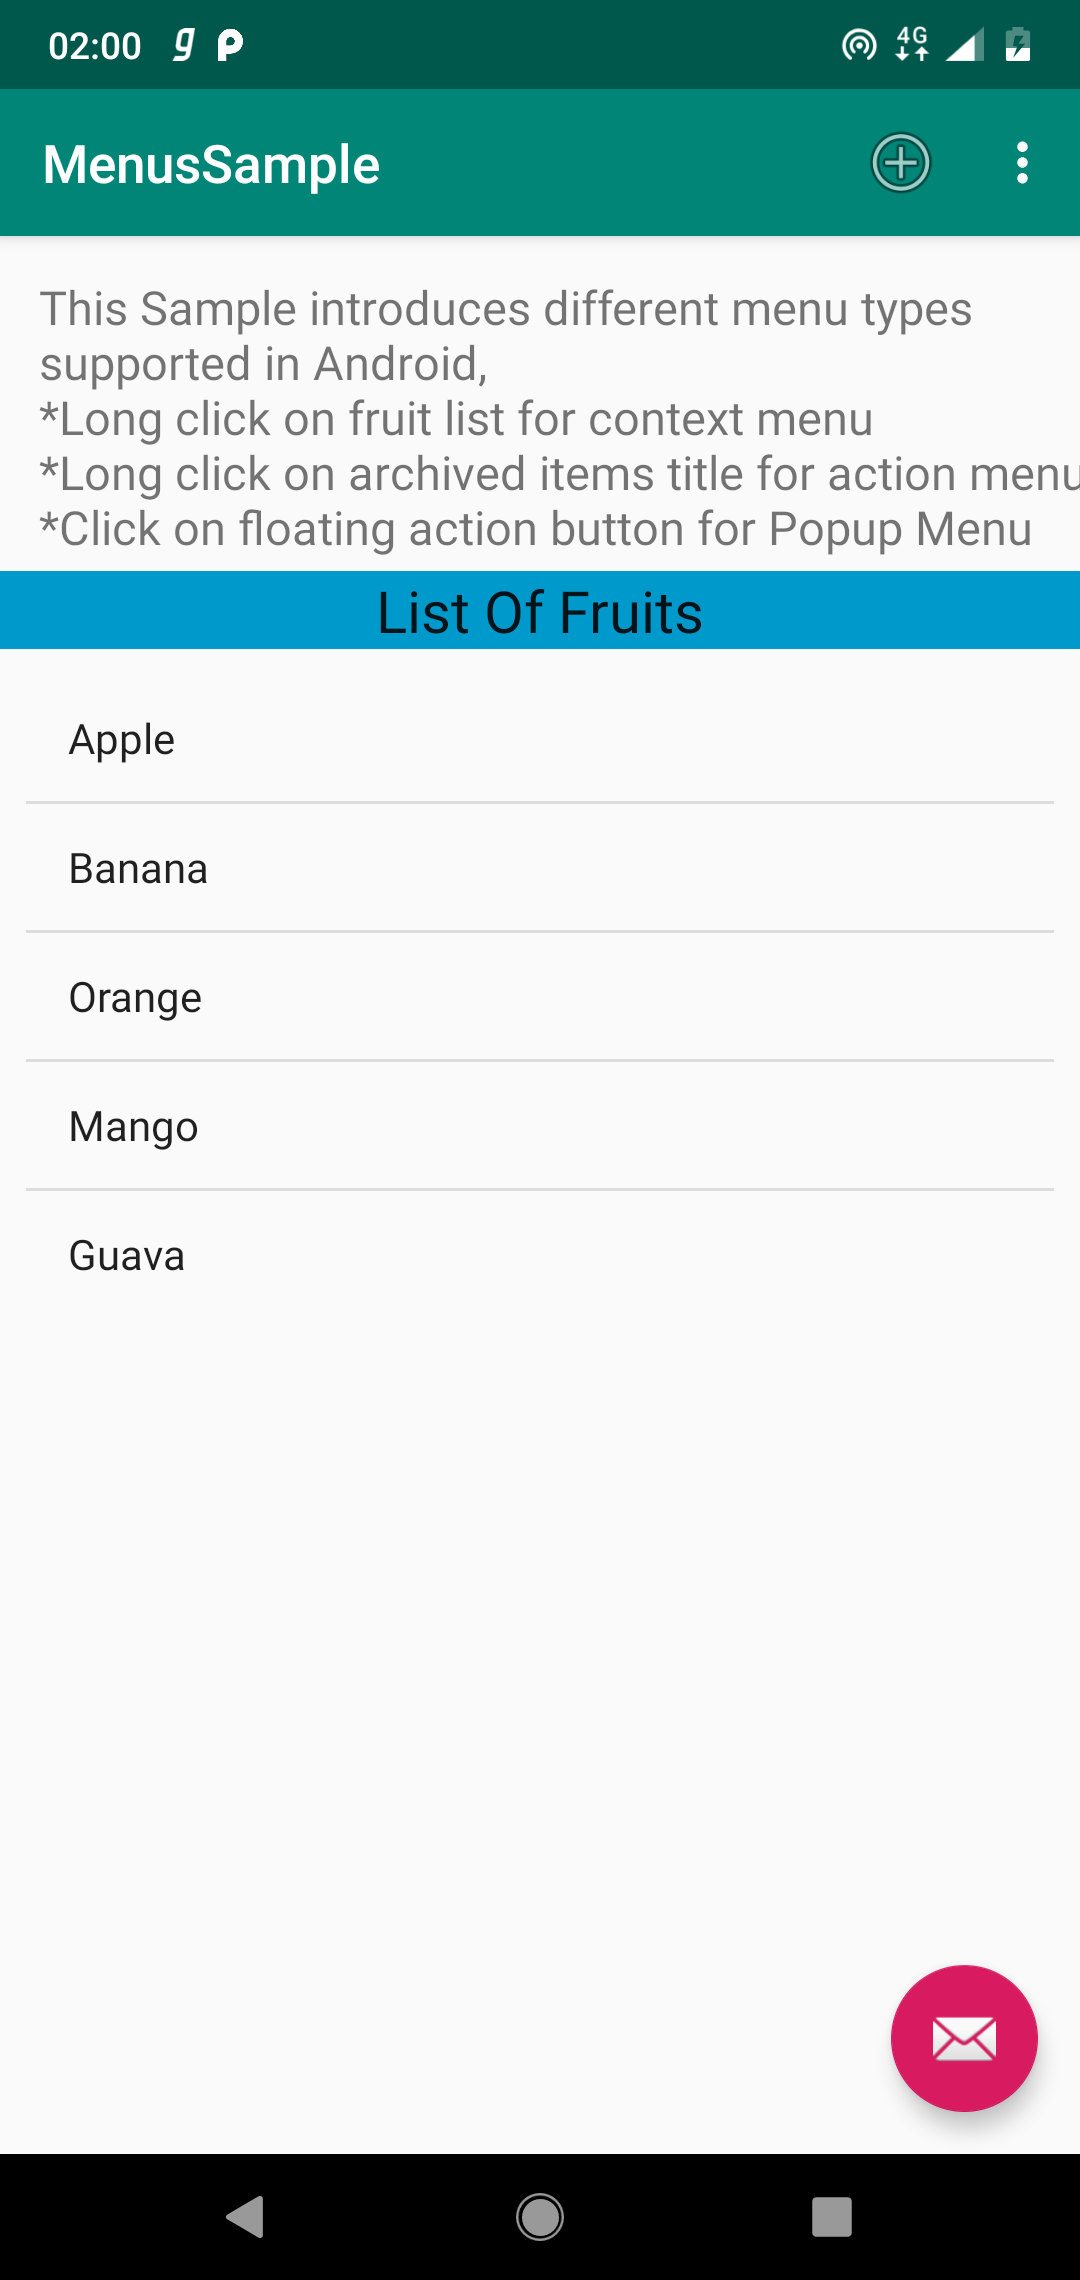 02:00 g p 4G
MenusSample
This Sample introduces different menu types
supported in Android,
*Long click on fruit list for context menu
*Long click on archived items title for action menu
*Click on floating action button for Popup Menu
List Of Fruits
Apple
Banana
Orange
Mango
Guava